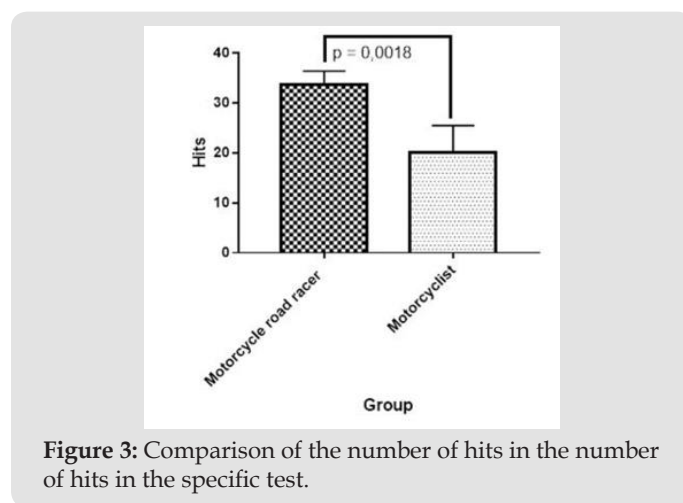 40
p = 0,0018
30
20
10
0
Hits
Motorcycle road racer
Motorcyclist
Group
Figure 3: Comparison of the number of hits in the number
of hits in the specific test.